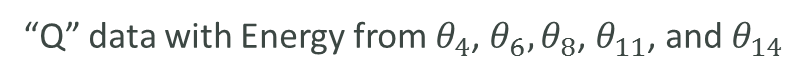 “Q” data with Energy from 𝜃₄, 𝜃₆, 𝜃₈, 𝜃₁₁, and 𝜃₁₄